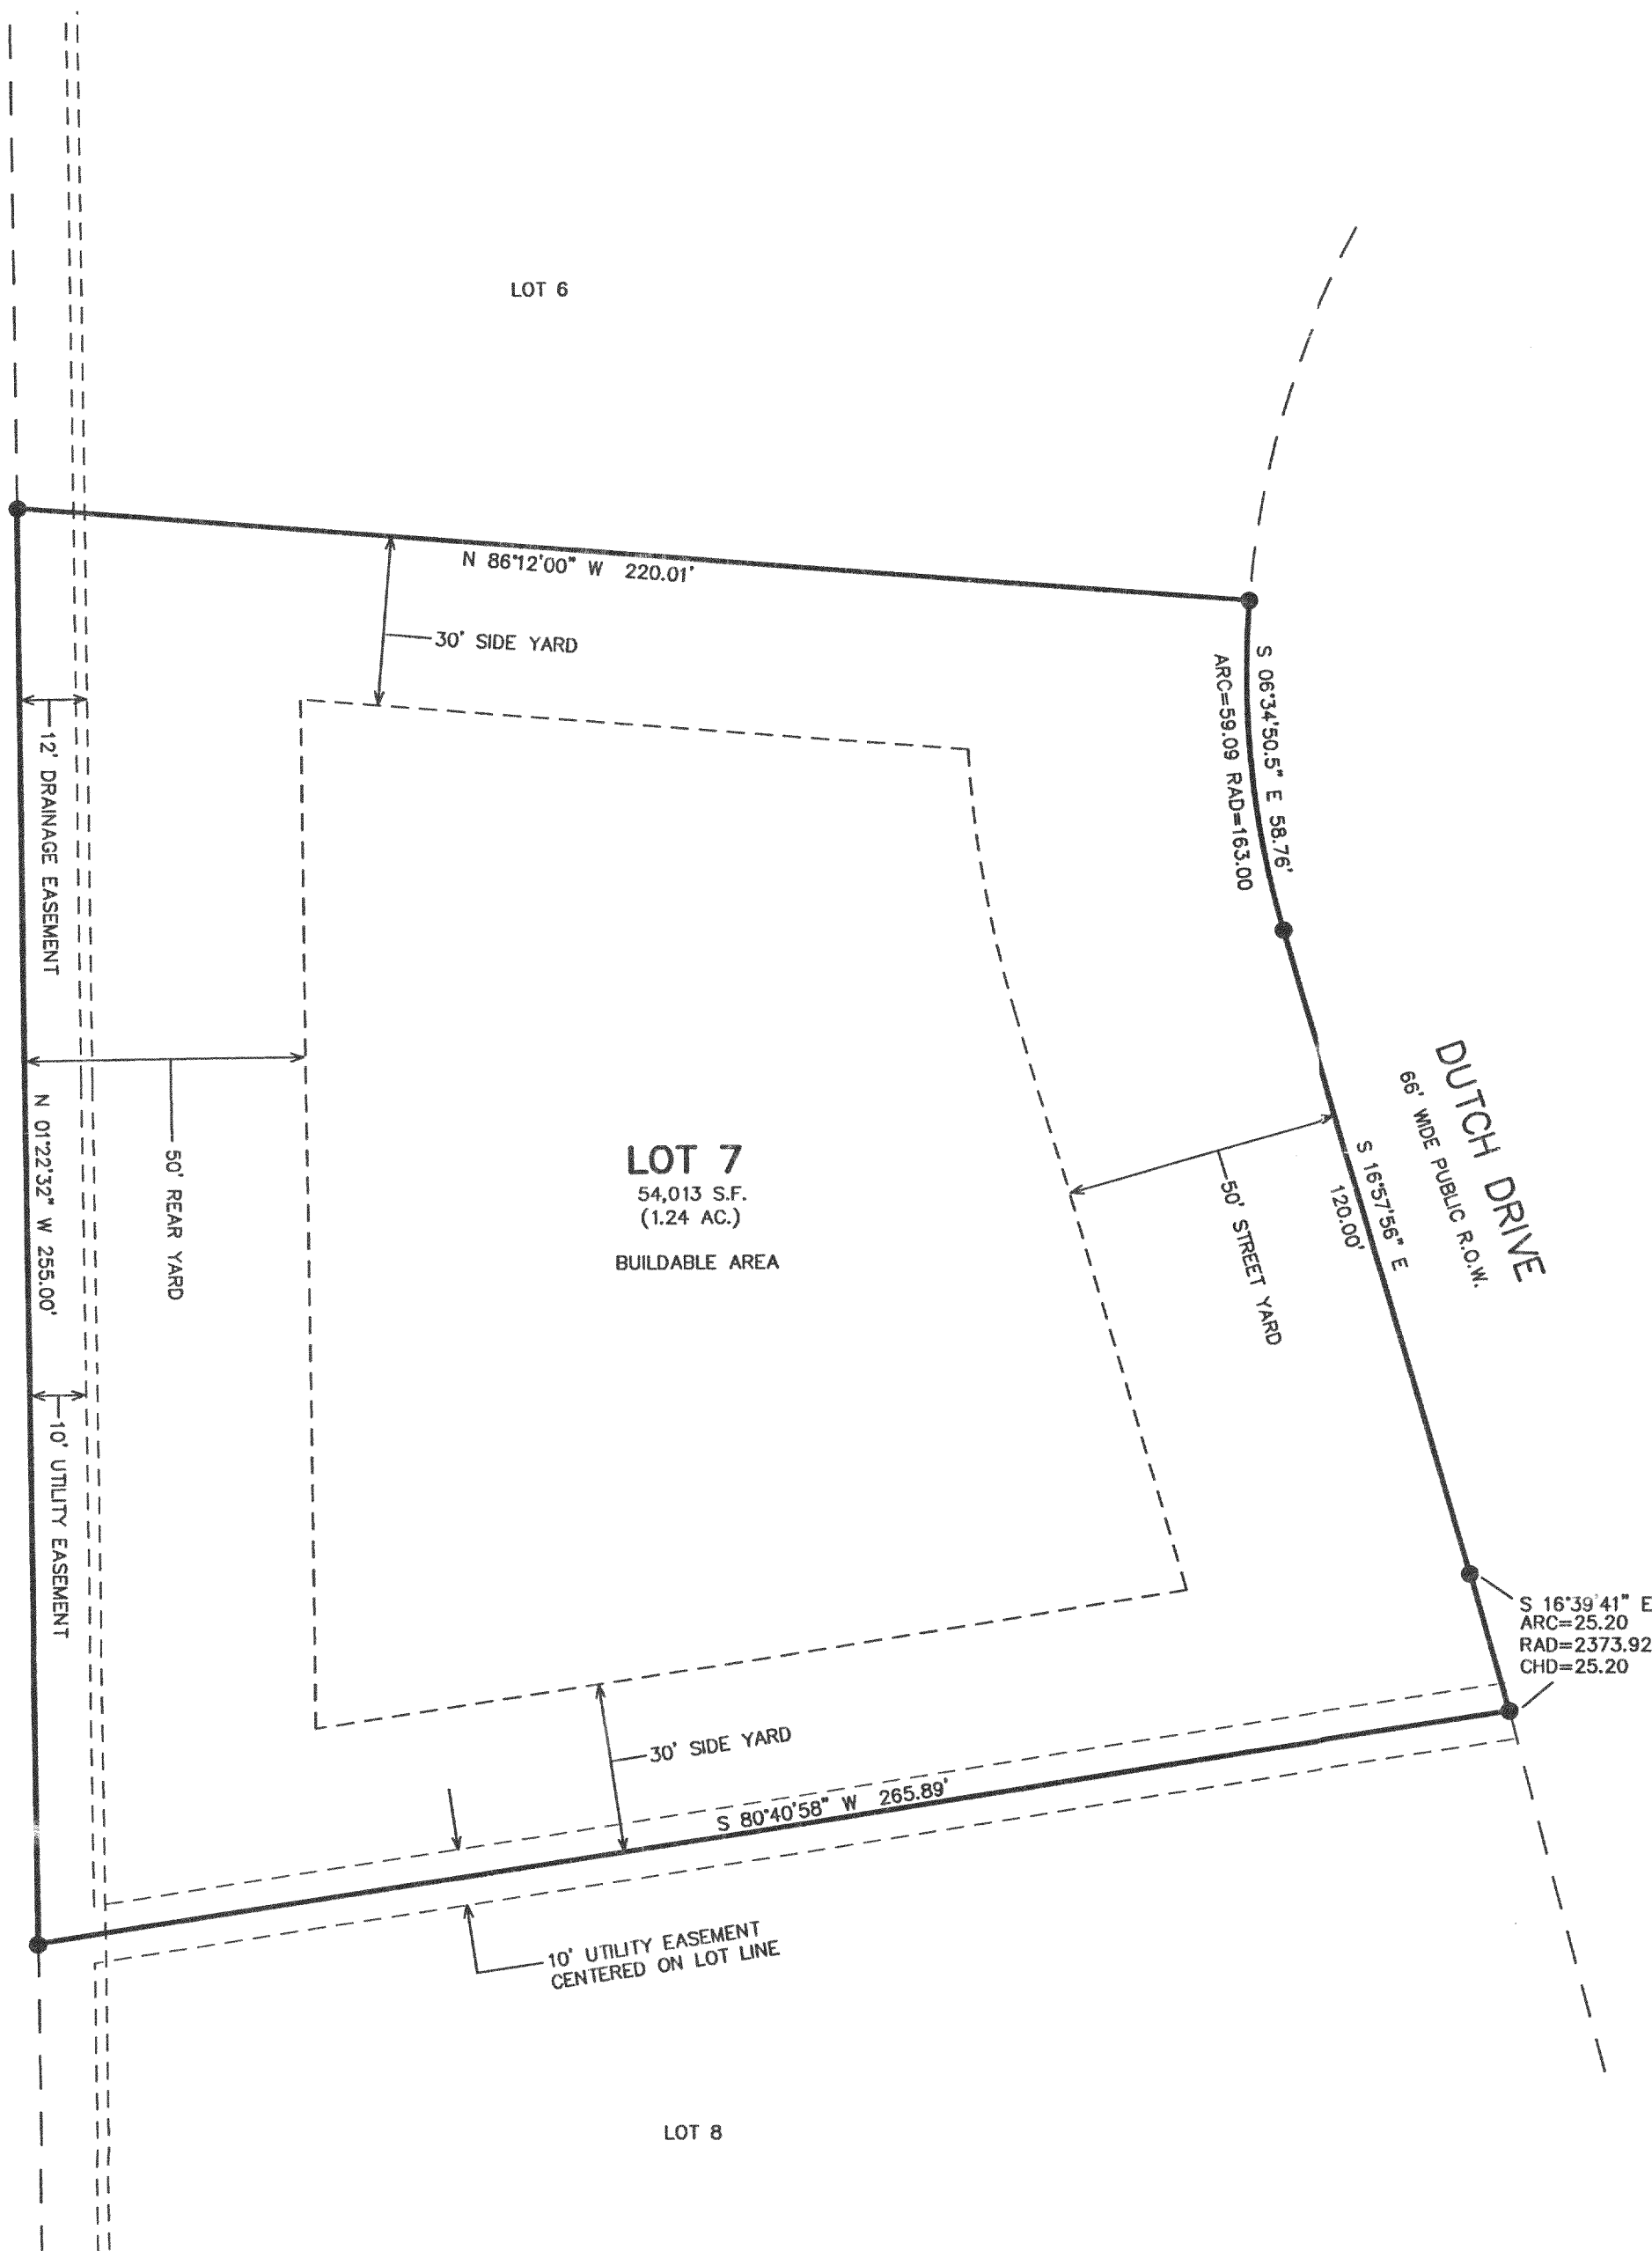 LOT 6
N 86°12'00" W 220.01'
30' SIDE YARD
S 06°34'50.5" E 58.76'
ARC=59.09 RAD=163.00
12' DRAINAGE EASEMENT
DUTCH DRIVE
66' WIDE PUBLIC R.O.W.
N 01°22'32" W 255.00'
50' REAR YARD
LOT 7
54,013 S.F.
(1.24 AC.)
BUILDABLE AREA
S 16°57'56" E
120.00'
50' STREET YARD
10' UTILITY EASEMENT
S 16°39'41" E
ARC=25.20
RAD=2373.92
CHD=25.20
30' SIDE YARD
S 80°40'58" W 265.89'
10' UTILITY EASEMENT
CENTERED ON LOT LINE
LOT 8